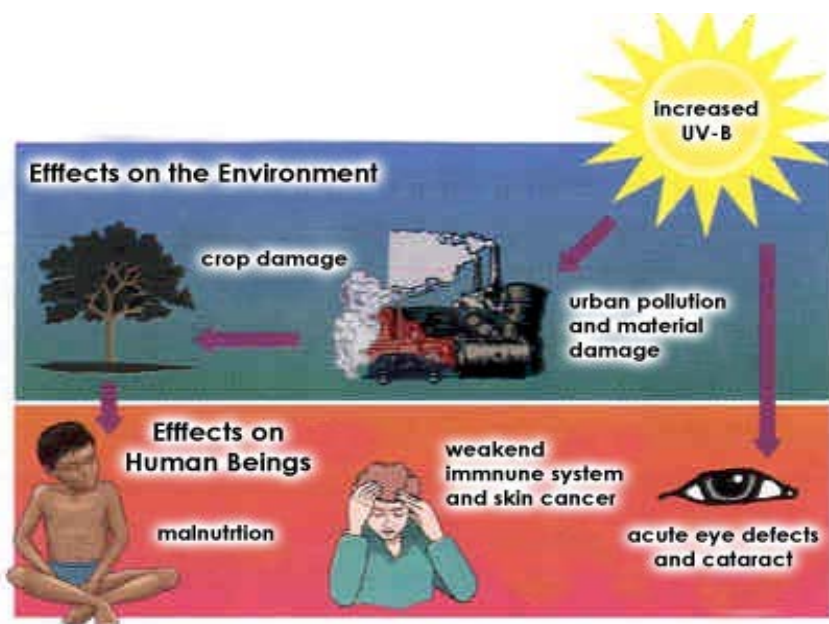 increased
UV-B
Efffects on the Environment
crop damage
urban pollution
and material
damage
Efffects on
Human Beings
weakend
immnune system
and skin cancer
malnutrtion
acute eye defects
and cataract